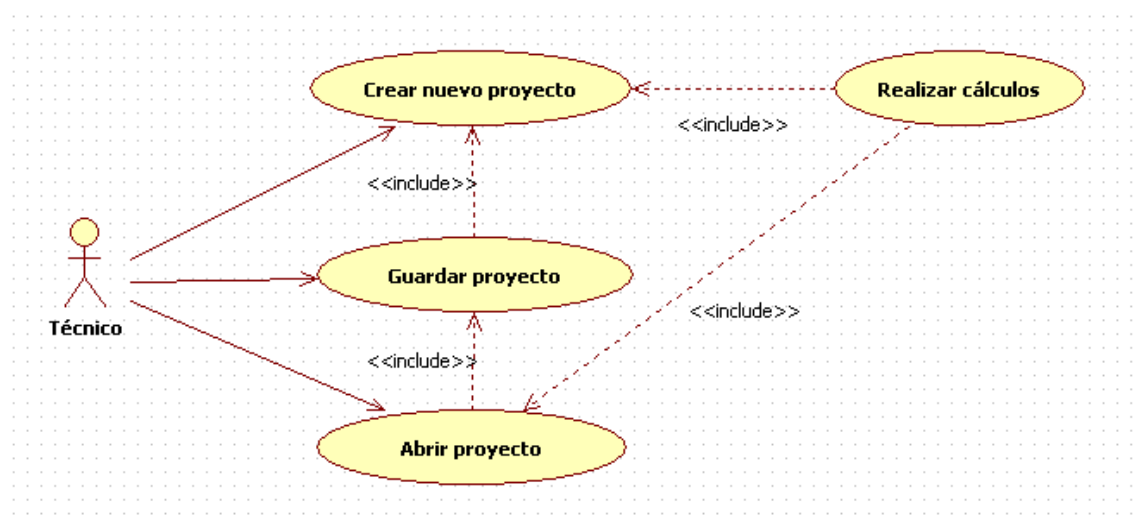 Crear nuevo proyecto
Realizar cálculos
<<include>>
<<include>>
Guardar proyecto
<<include>>
Técnico
<<include>>
Abrir proyecto